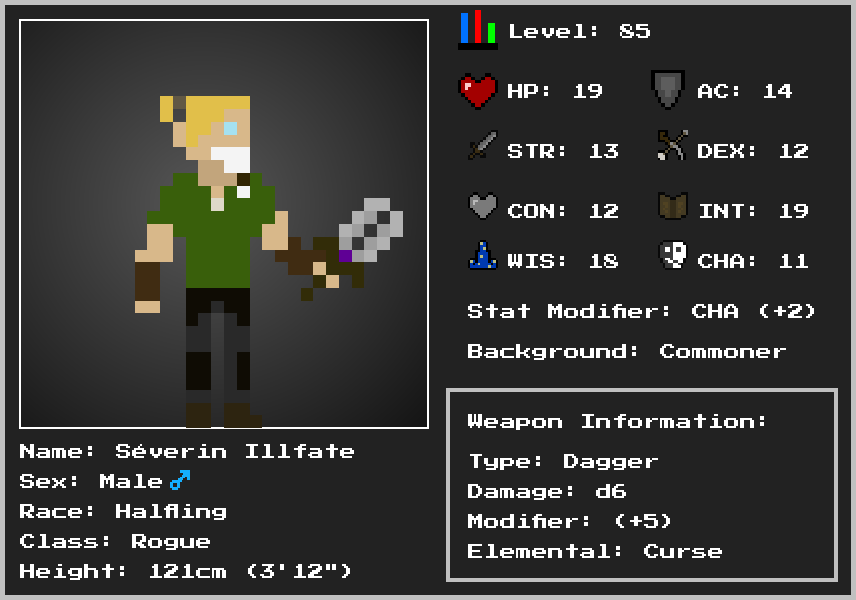 Level: 85
HP: 19
AC: 14
STR: 13
DEX: 12
CON: 12
INT: 19
WIS: 18
CHA: 11
Stat Modifier: CHA (+2)
Background: Commoner
Weapon Information:
Type: Dagger
Damage: d6
Modifier: (+5)
Elemental: Curse
Name: Séverin Illfate
Sex: Male ♂
Race: Halfling
Class: Rogue
Height: 121cm (3'12")